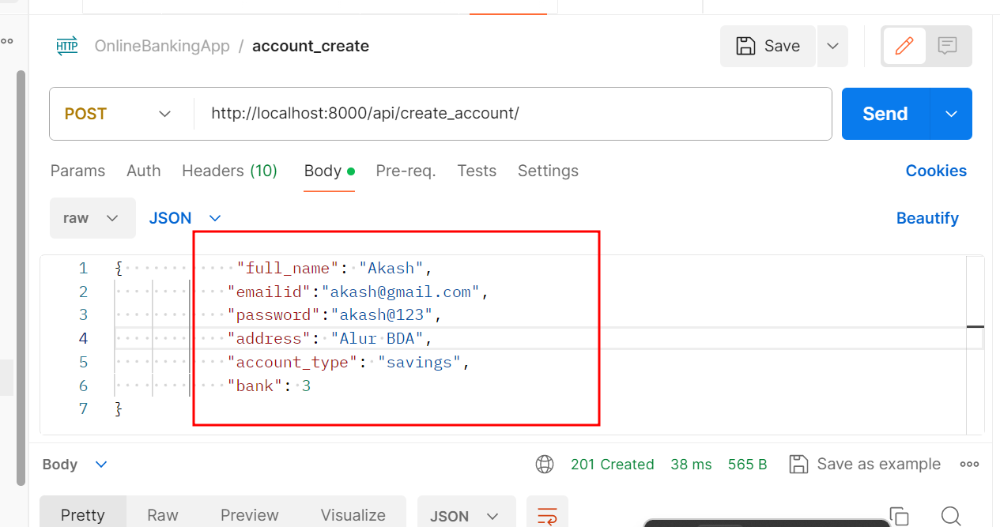 HTTP OnlineBankingApp / account_create Save
POST http://localhost:8000/api/create_account/ Send
Params Auth Headers (10) Body Pre-req. Tests Settings Cookies
raw JSON Beautify
1 { "full_name": "Akash",
2 "emailid":"akash@gmail.com",
3 "password":"akash@123",
4 "address": "Alur BDA",
5 "account_type": "savings",
6 "bank": 3
7 }
Body 201 Created 38 ms 565 B Save as example
Pretty Raw Preview Visualize JSON